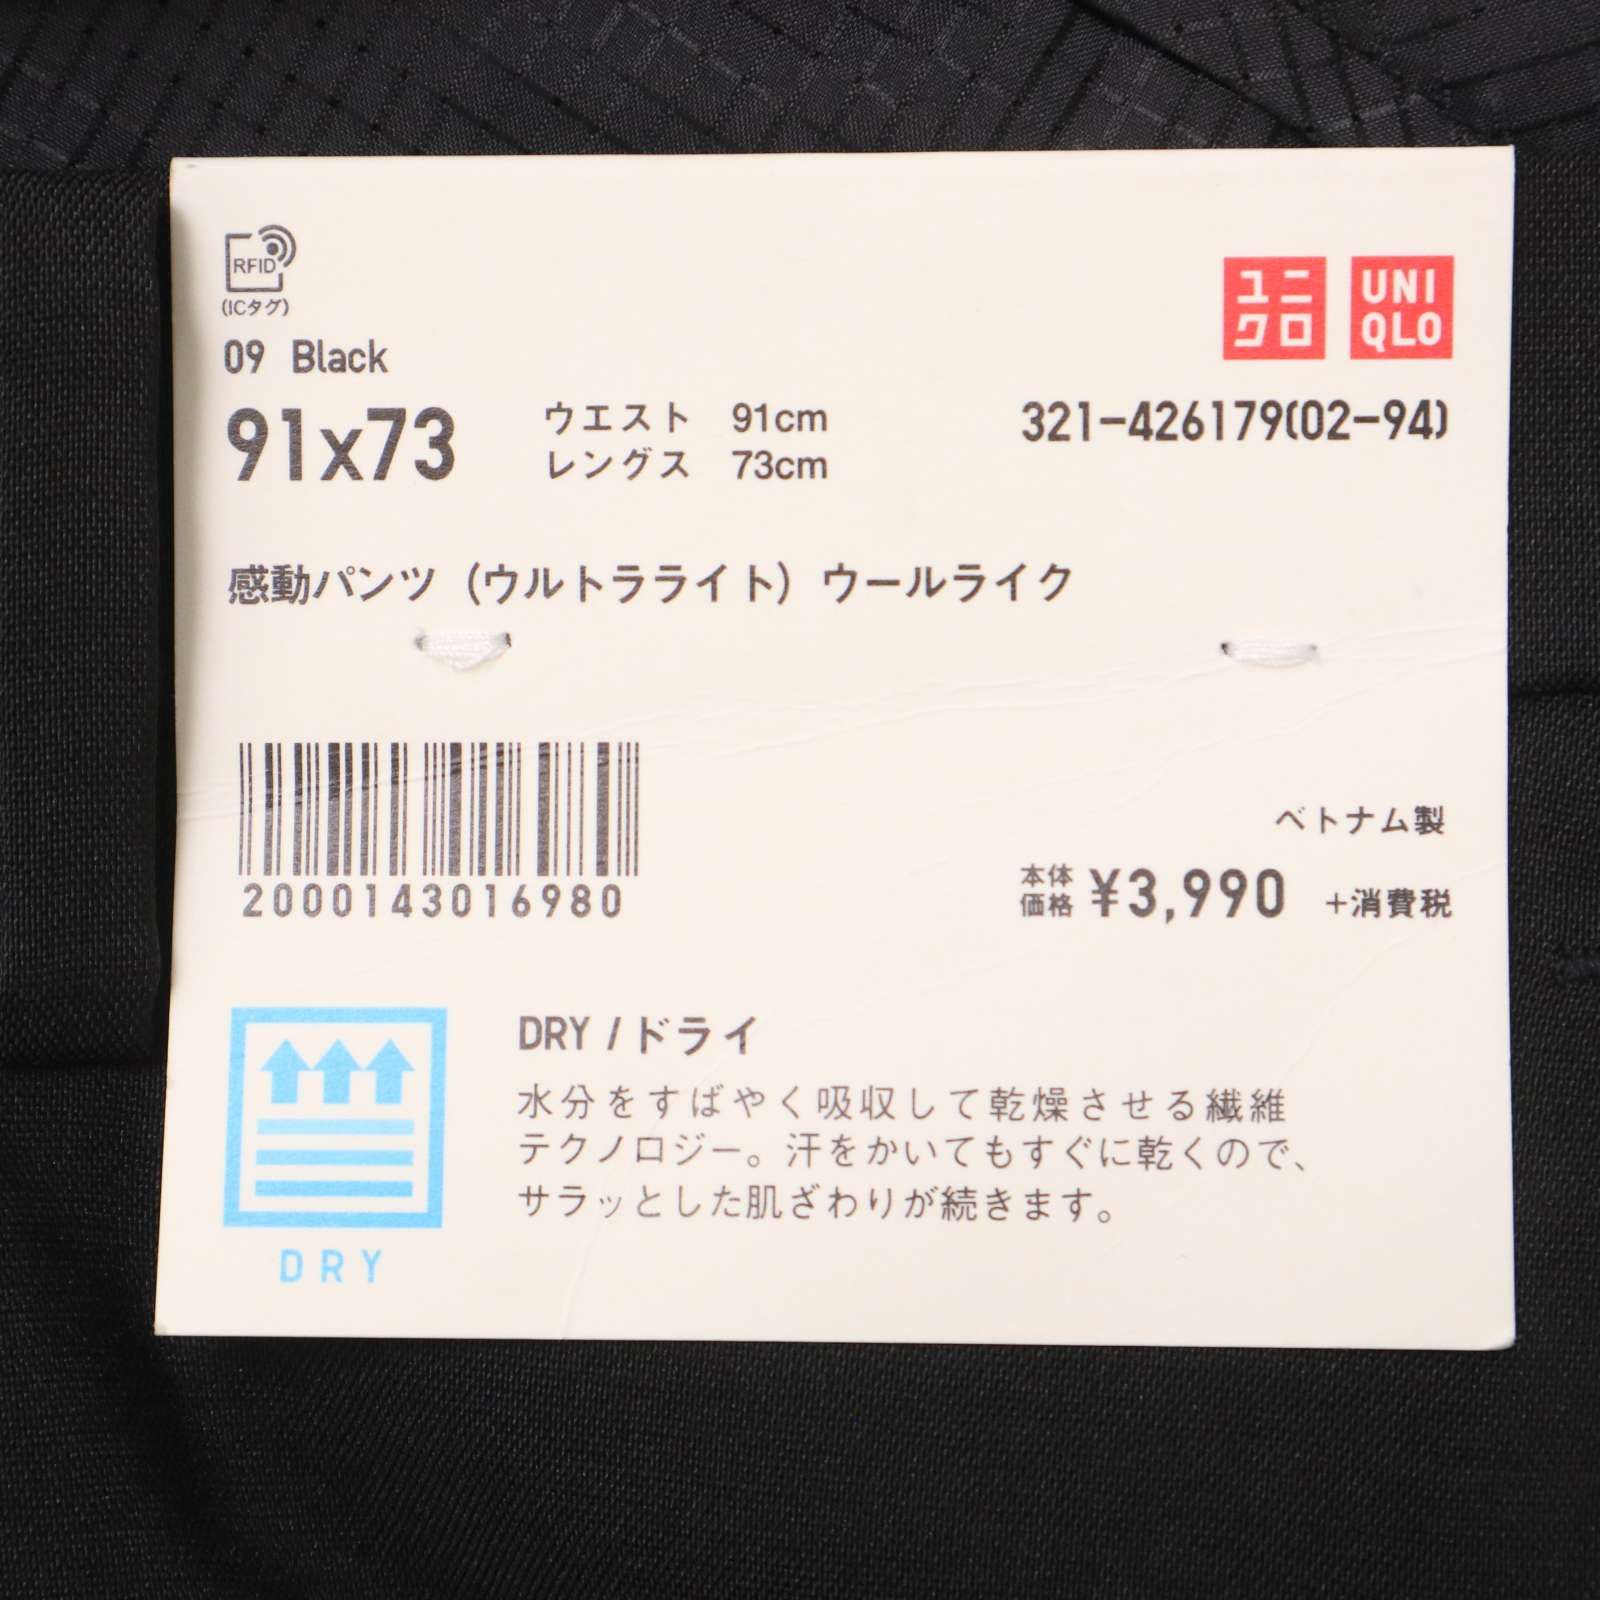 RFID
(ICタグ)
ユニ
クロ
UNI
QLO
09 Black
91x73
ウエスト 91cm
レングス 73cm
321-426179(02-94)
感動パンツ (ウルトラライト) ウールライク
2000143016980
ベトナム製
本体
価格 ¥3,990 +消費税
DRY
DRY / ドライ
水分をすばやく吸収して乾燥させる繊維
テクノロジー。汗をかいてもすぐに乾くので、
サラッとした肌ざわりが続きます。